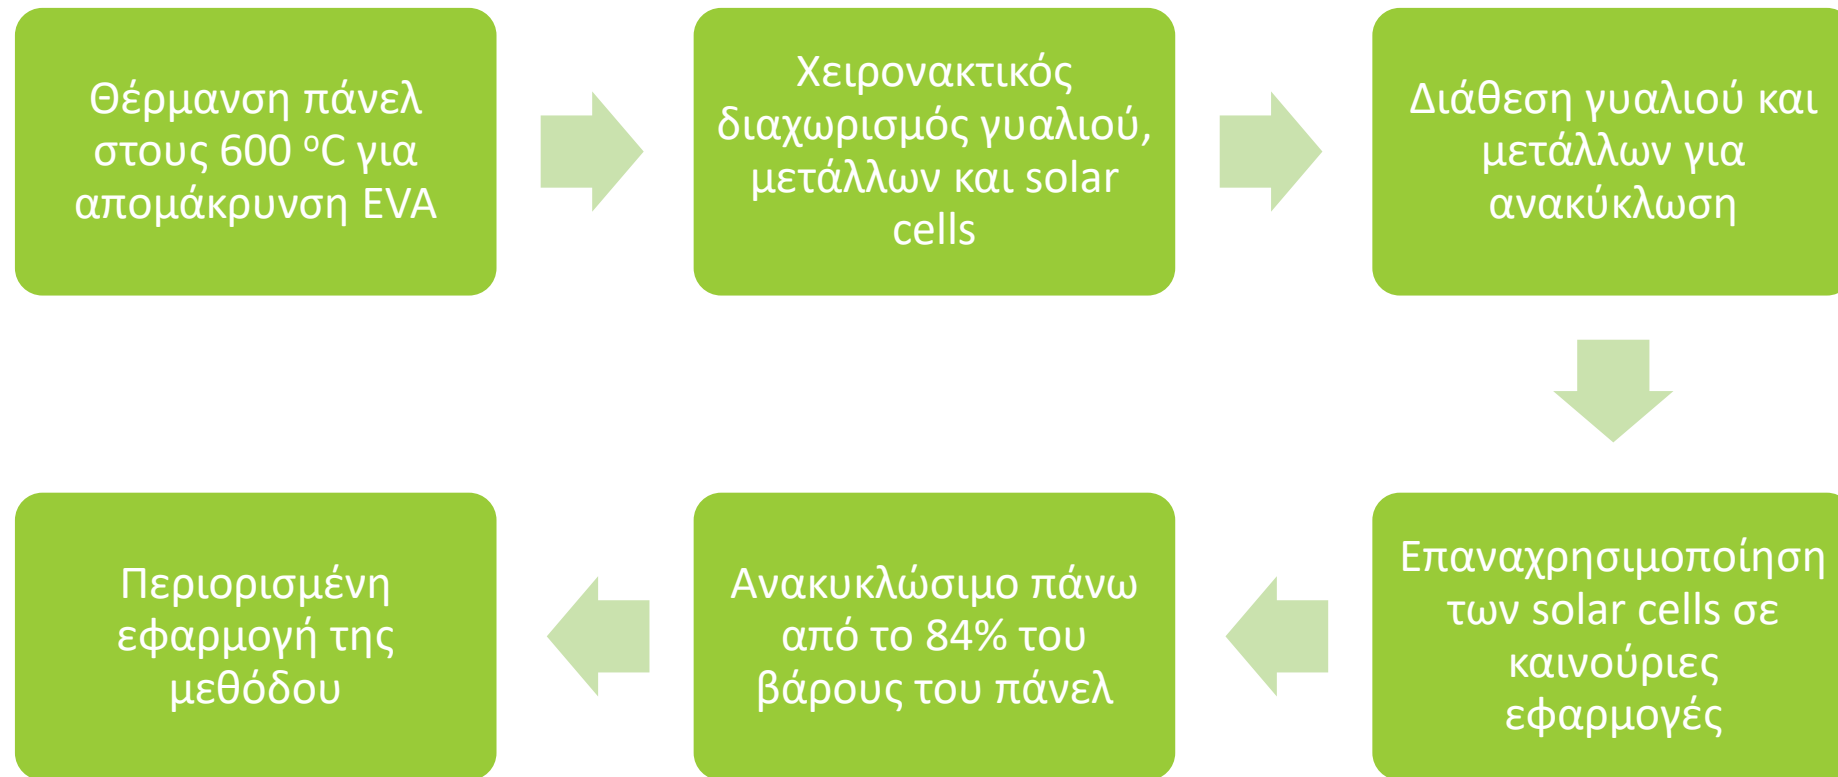 Θέρμανση πάνελ
στους 600 °C για
απομάκρυνση EVA
Χειρονακτικός
διαχωρισμός γυαλιού,
μετάλλων και solar
cells
Διάθεση γυαλιού και
μετάλλων για
ανακύκλωση
Επαναχρησιμοποίηση
των solar cells σε
καινούριες
εφαρμογές
Ανακυκλώσιμο πάνω
από το 84% του
βάρους του πάνελ
Περιορισμένη
εφαρμογή της
μεθόδου